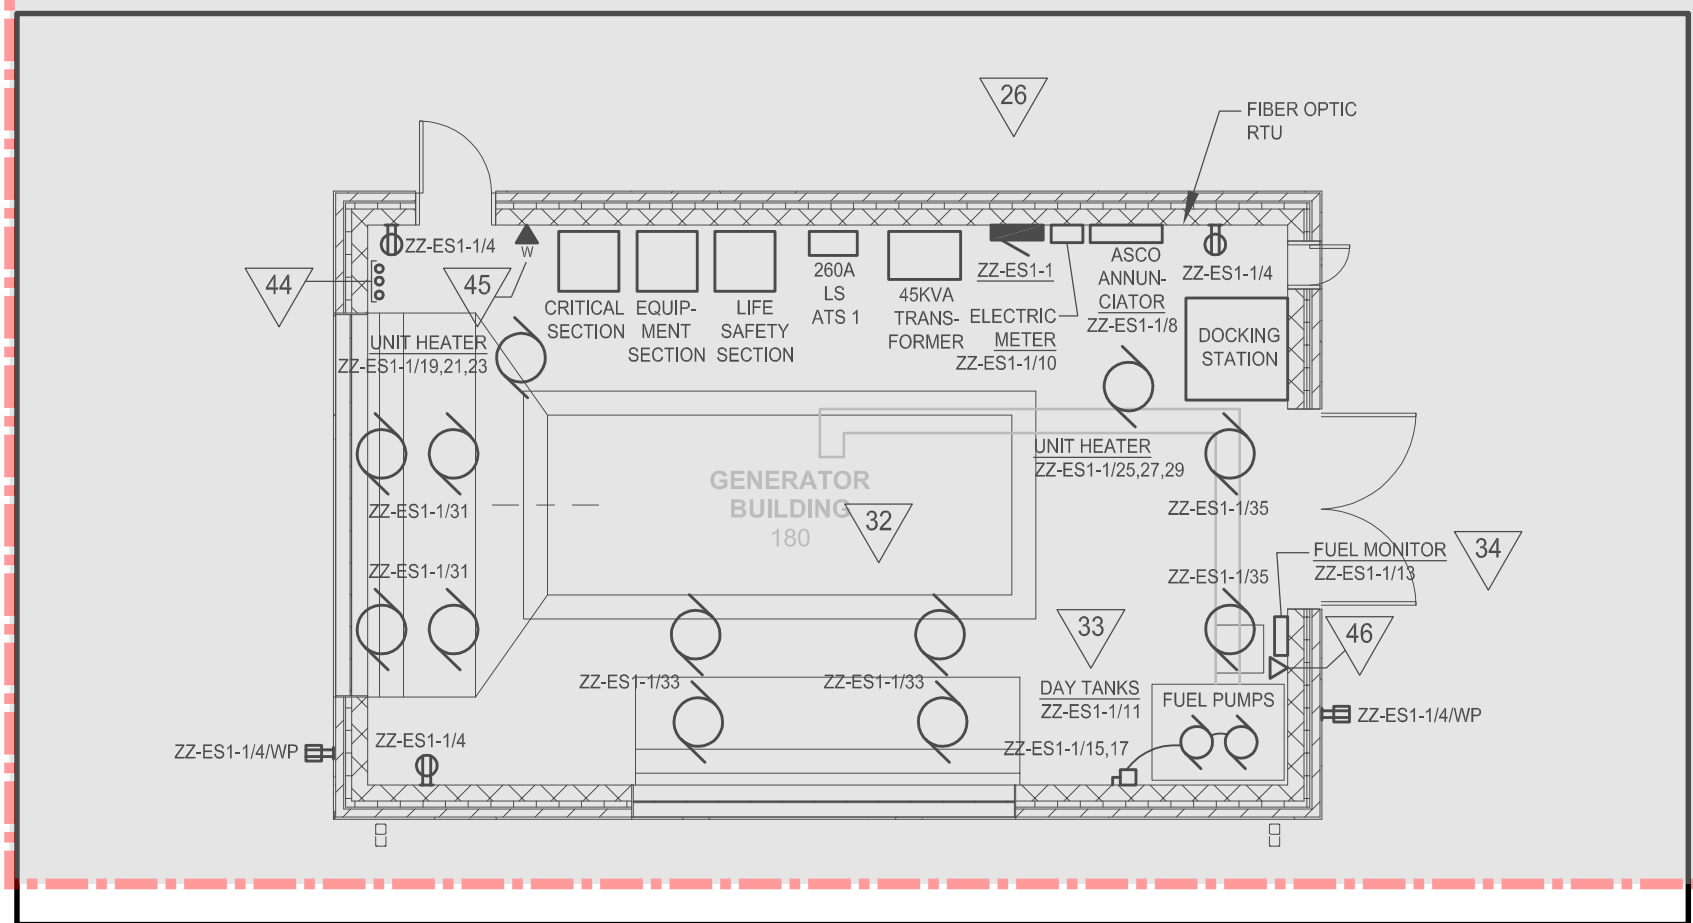 26
FIBER OPTIC
RTU
ZZ-ES1-1/4
W
44
45
CRITICAL
SECTION
EQUIP-
MENT
SECTION
LIFE
SAFETY
SECTION
260A
LS
ATS 1
45KVA
TRANS-
FORMER
ZZ-ES1-1
ELECTRIC
METER
ZZ-ES1-1/10
ASCO
ANNUN-
CIATOR
ZZ-ES1-1/8
ZZ-ES1-1/4
DOCKING
STATION
UNIT HEATER
ZZ-ES1-1/19,21,23
UNIT HEATER
ZZ-ES1-1/25,27,29
GENERATOR
BUILDING
180
32
ZZ-ES1-1/31
ZZ-ES1-1/35
ZZ-ES1-1/31
ZZ-ES1-1/35
FUEL MONITOR
ZZ-ES1-1/13
34
33
46
ZZ-ES1-1/33
ZZ-ES1-1/33
DAY TANKS
ZZ-ES1-1/11
FUEL PUMPS
ZZ-ES1-1/4/WP
ZZ-ES1-1/4/WP
ZZ-ES1-1/4
ZZ-ES1-1/15,17